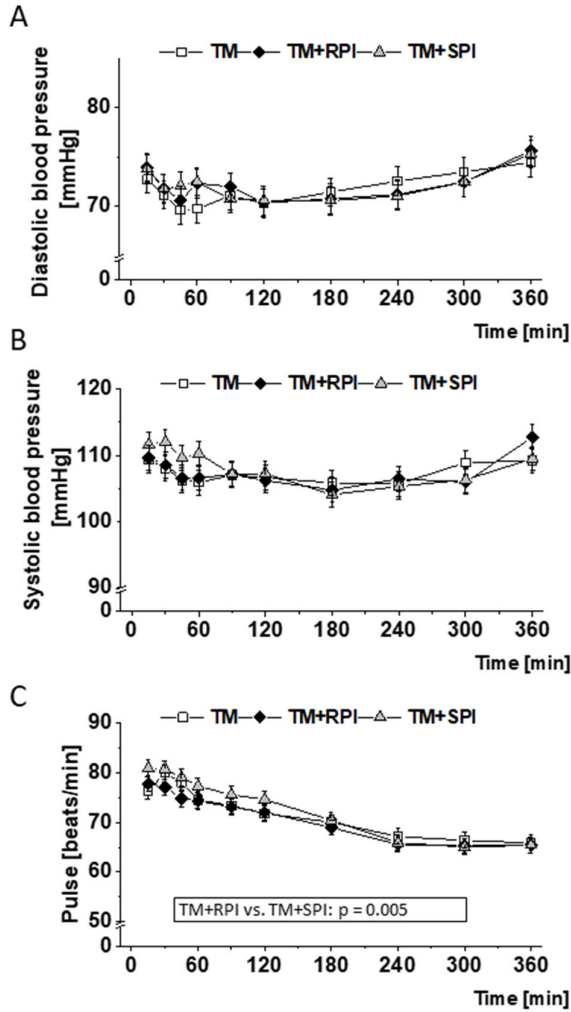 A
TM TM+RPI TM+SPI
Diastolic blood pressure
[mmHg]
80
70
0
0 60 120 180 240 300 360
Time [min]
B
TM TM+RPI TM+SPI
Systolic blood pressure
[mmHg]
120
110
100
90
0
0 60 120 180 240 300 360
Time [min]
C
TM TM+RPI TM+SPI
Pulse [beats/min]
90
80
70
60
50
0
TM+RPI vs. TM+SPI: p = 0.005
0 60 120 180 240 300 360
Time [min]